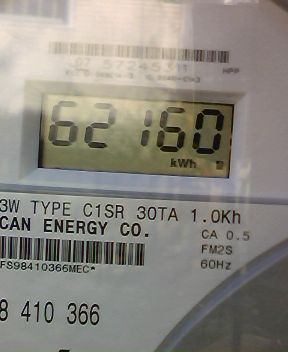 HPP
62160
kWh
3W TYPE C1SR 30TA 1.0Kh
CAN ENERGY CO.
CA 0.5
FM2S
FS98410366MEC*
60Hz
8 410 366